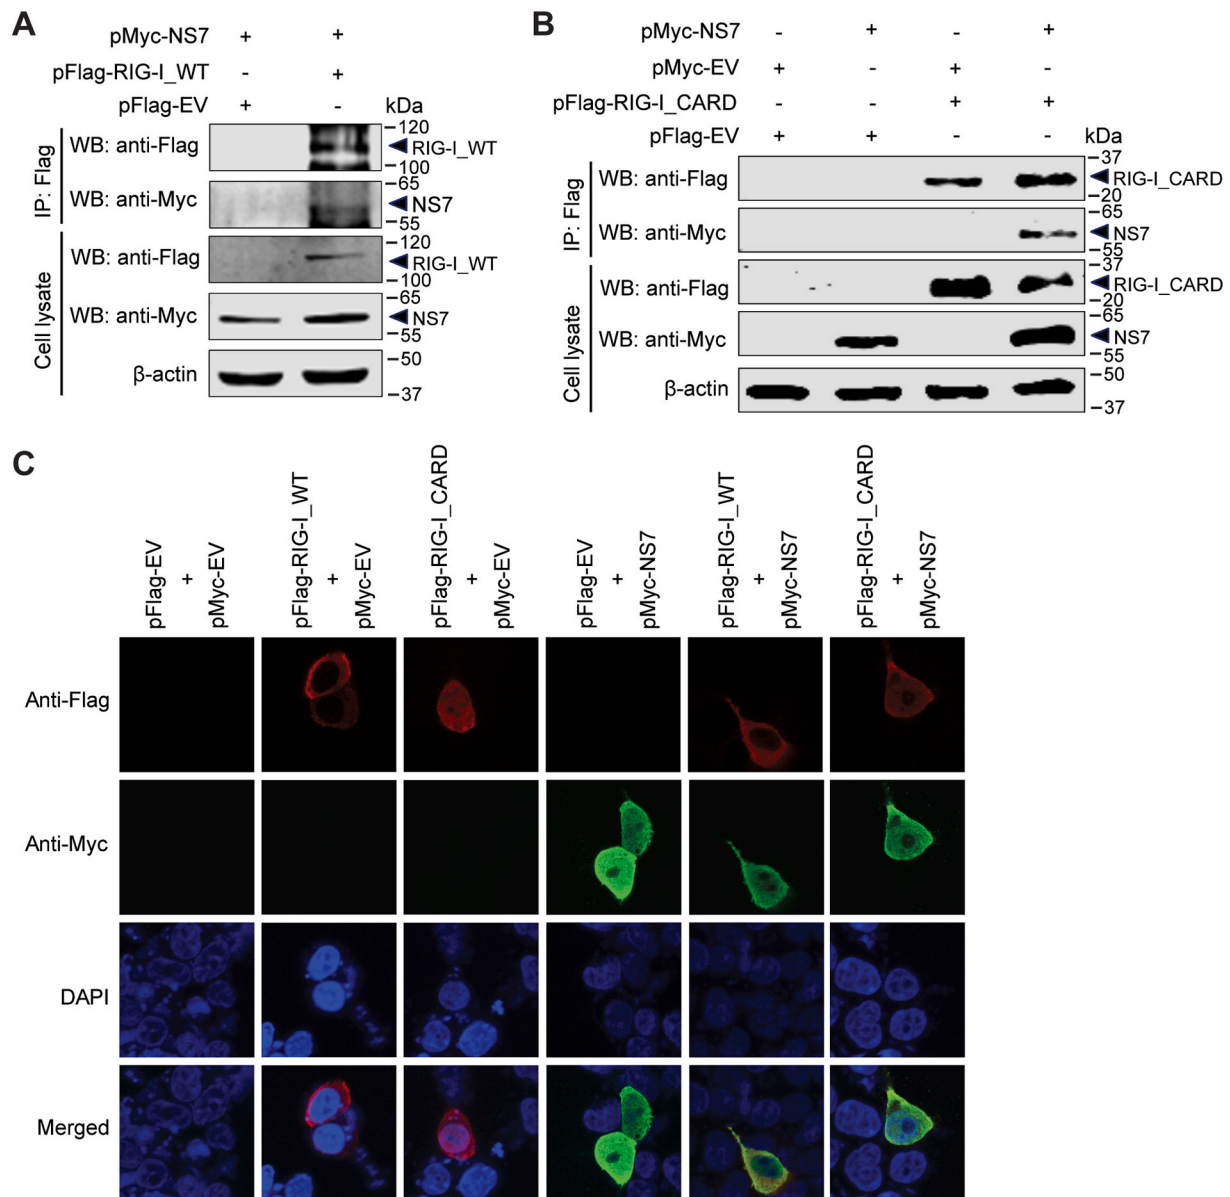 A
pMyc-NS7 + +
pFlag-RIG-I_WT - +
pFlag-EV + - kDa
IP: Flag
WB: anti-Flag
120
RIG-I_WT
100
WB: anti-Myc
65
NS7
55
Cell lysate
WB: anti-Flag
120
RIG-I_WT
100
WB: anti-Myc
65
NS7
55
β-actin
50
37
B
pMyc-NS7 - + - +
pMyc-EV + - + -
pFlag-RIG-I_CARD - - + +
pFlag-EV + + - - kDa
IP: Flag
WB: anti-Flag
37
RIG-I_CARD
20
WB: anti-Myc
65
NS7
55
Cell lysate
WB: anti-Flag
37
RIG-I_CARD
20
WB: anti-Myc
65
NS7
55
β-actin
50
37
C
pFlag-EV
+
pMyc-EV
pFlag-RIG-I_WT
+
pMyc-EV
pFlag-RIG-I_CARD
+
pMyc-EV
pFlag-EV
+
pMyc-NS7
pFlag-RIG-I_WT
+
pMyc-NS7
pFlag-RIG-I_CARD
+
pMyc-NS7
Anti-Flag
Anti-Myc
DAPI
Merged